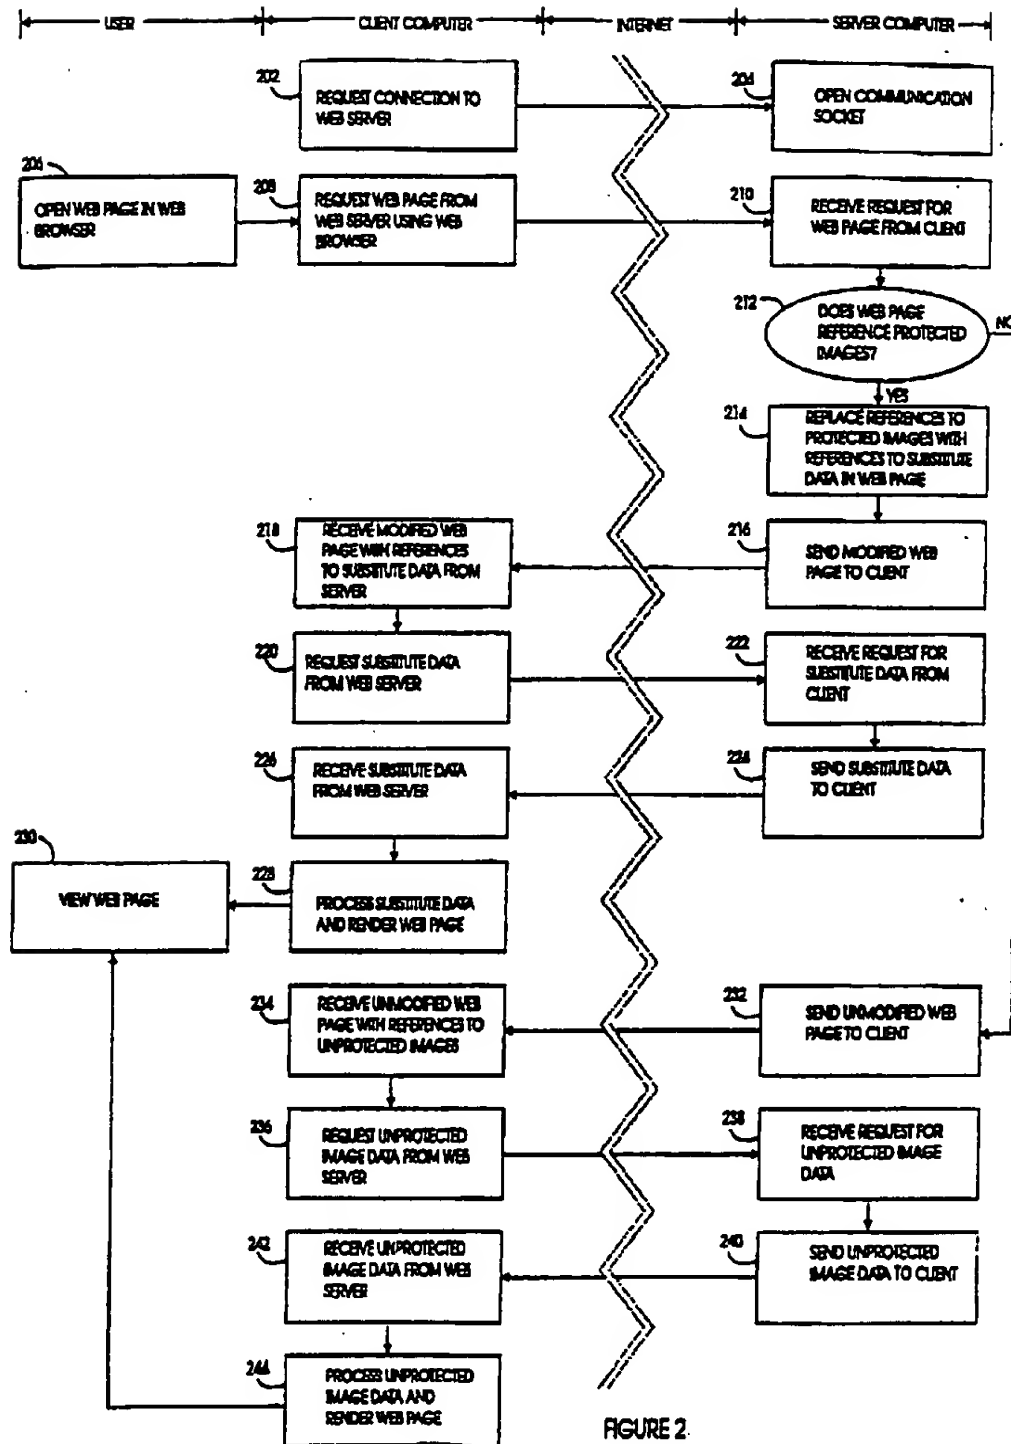 USER
CLIENT COMPUTER
INTERNET
SERVER COMPUTER
202
REQUEST CONNECTION TO
WEB SERVER
204
OPEN COMMUNICATION
SOCKET
206
OPEN WEB PAGE IN WEB
BROWSER
208
REQUEST WEB PAGE FROM
WEB SERVER USING WEB
BROWSER
210
RECEIVE REQUEST FOR
WEB PAGE FROM CLIENT
212
DOES WEB PAGE
REFERENCE PROTECTED
IMAGES?
NO
YES
214
REPLACE REFERENCES TO
PROTECTED IMAGES WITH
REFERENCES TO SUBSTITUTE
DATA IN WEB PAGE
218
RECEIVE MODIFIED WEB
PAGE WITH REFERENCES
TO SUBSTITUTE DATA FROM
SERVER
216
SEND MODIFIED WEB
PAGE TO CLIENT
220
REQUEST SUBSTITUTE DATA
FROM WEB SERVER
222
RECEIVE REQUEST FOR
SUBSTITUTE DATA FROM
CLIENT
226
RECEIVE SUBSTITUTE DATA
FROM WEB SERVER
224
SEND SUBSTITUTE DATA
TO CLIENT
230
VIEW WEB PAGE
228
PROCESS SUBSTITUTE DATA
AND RENDER WEB PAGE
234
RECEIVE UNMODIFIED WEB
PAGE WITH REFERENCES TO
UNPROTECTED IMAGES
232
SEND UNMODIFIED WEB
PAGE TO CLIENT
236
REQUEST UNPROTECTED
IMAGE DATA FROM WEB
SERVER
238
RECEIVE REQUEST FOR
UNPROTECTED IMAGE
DATA
242
RECEIVE UNPROTECTED
IMAGE DATA FROM WEB
SERVER
240
SEND UNPROTECTED
IMAGE DATA TO CLIENT
244
PROCESS UNPROTECTED
IMAGE DATA AND
RENDER WEB PAGE
FIGURE 2